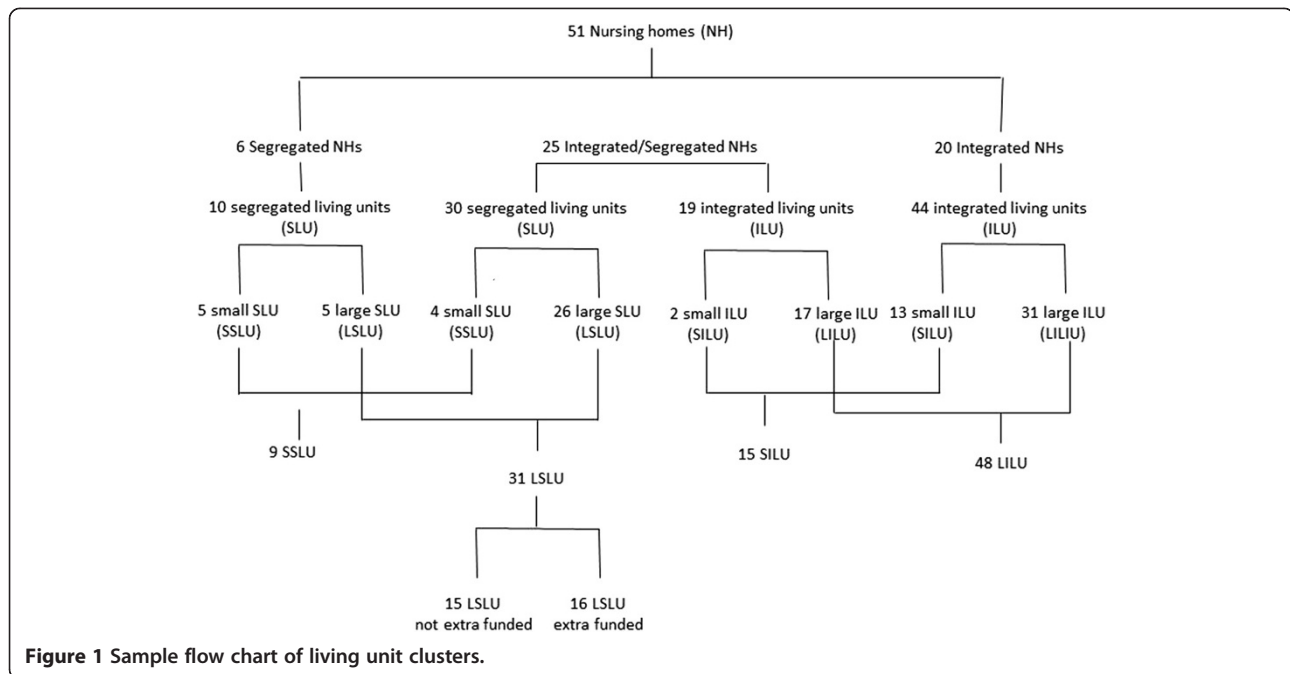 51 Nursing homes (NH)
6 Segregated NHs
25 Integrated/Segregated NHs
20 Integrated NHs
10 segregated living units
(SLU)
30 segregated living units
(SLU)
19 integrated living units
(ILU)
44 integrated living units
(ILU)
5 small SLU
(SSLU)
5 large SLU
(LSLU)
4 small SLU
(SSLU)
26 large SLU
(LSLU)
2 small ILU
(SILU)
17 large ILU
(LILU)
13 small ILU
(SILU)
31 large ILU
(LILIU)
9 SSLU
31 LSLU
15 SILU
48 LILU
15 LSLU
not extra funded
16 LSLU
extra funded
Figure 1 Sample flow chart of living unit clusters.